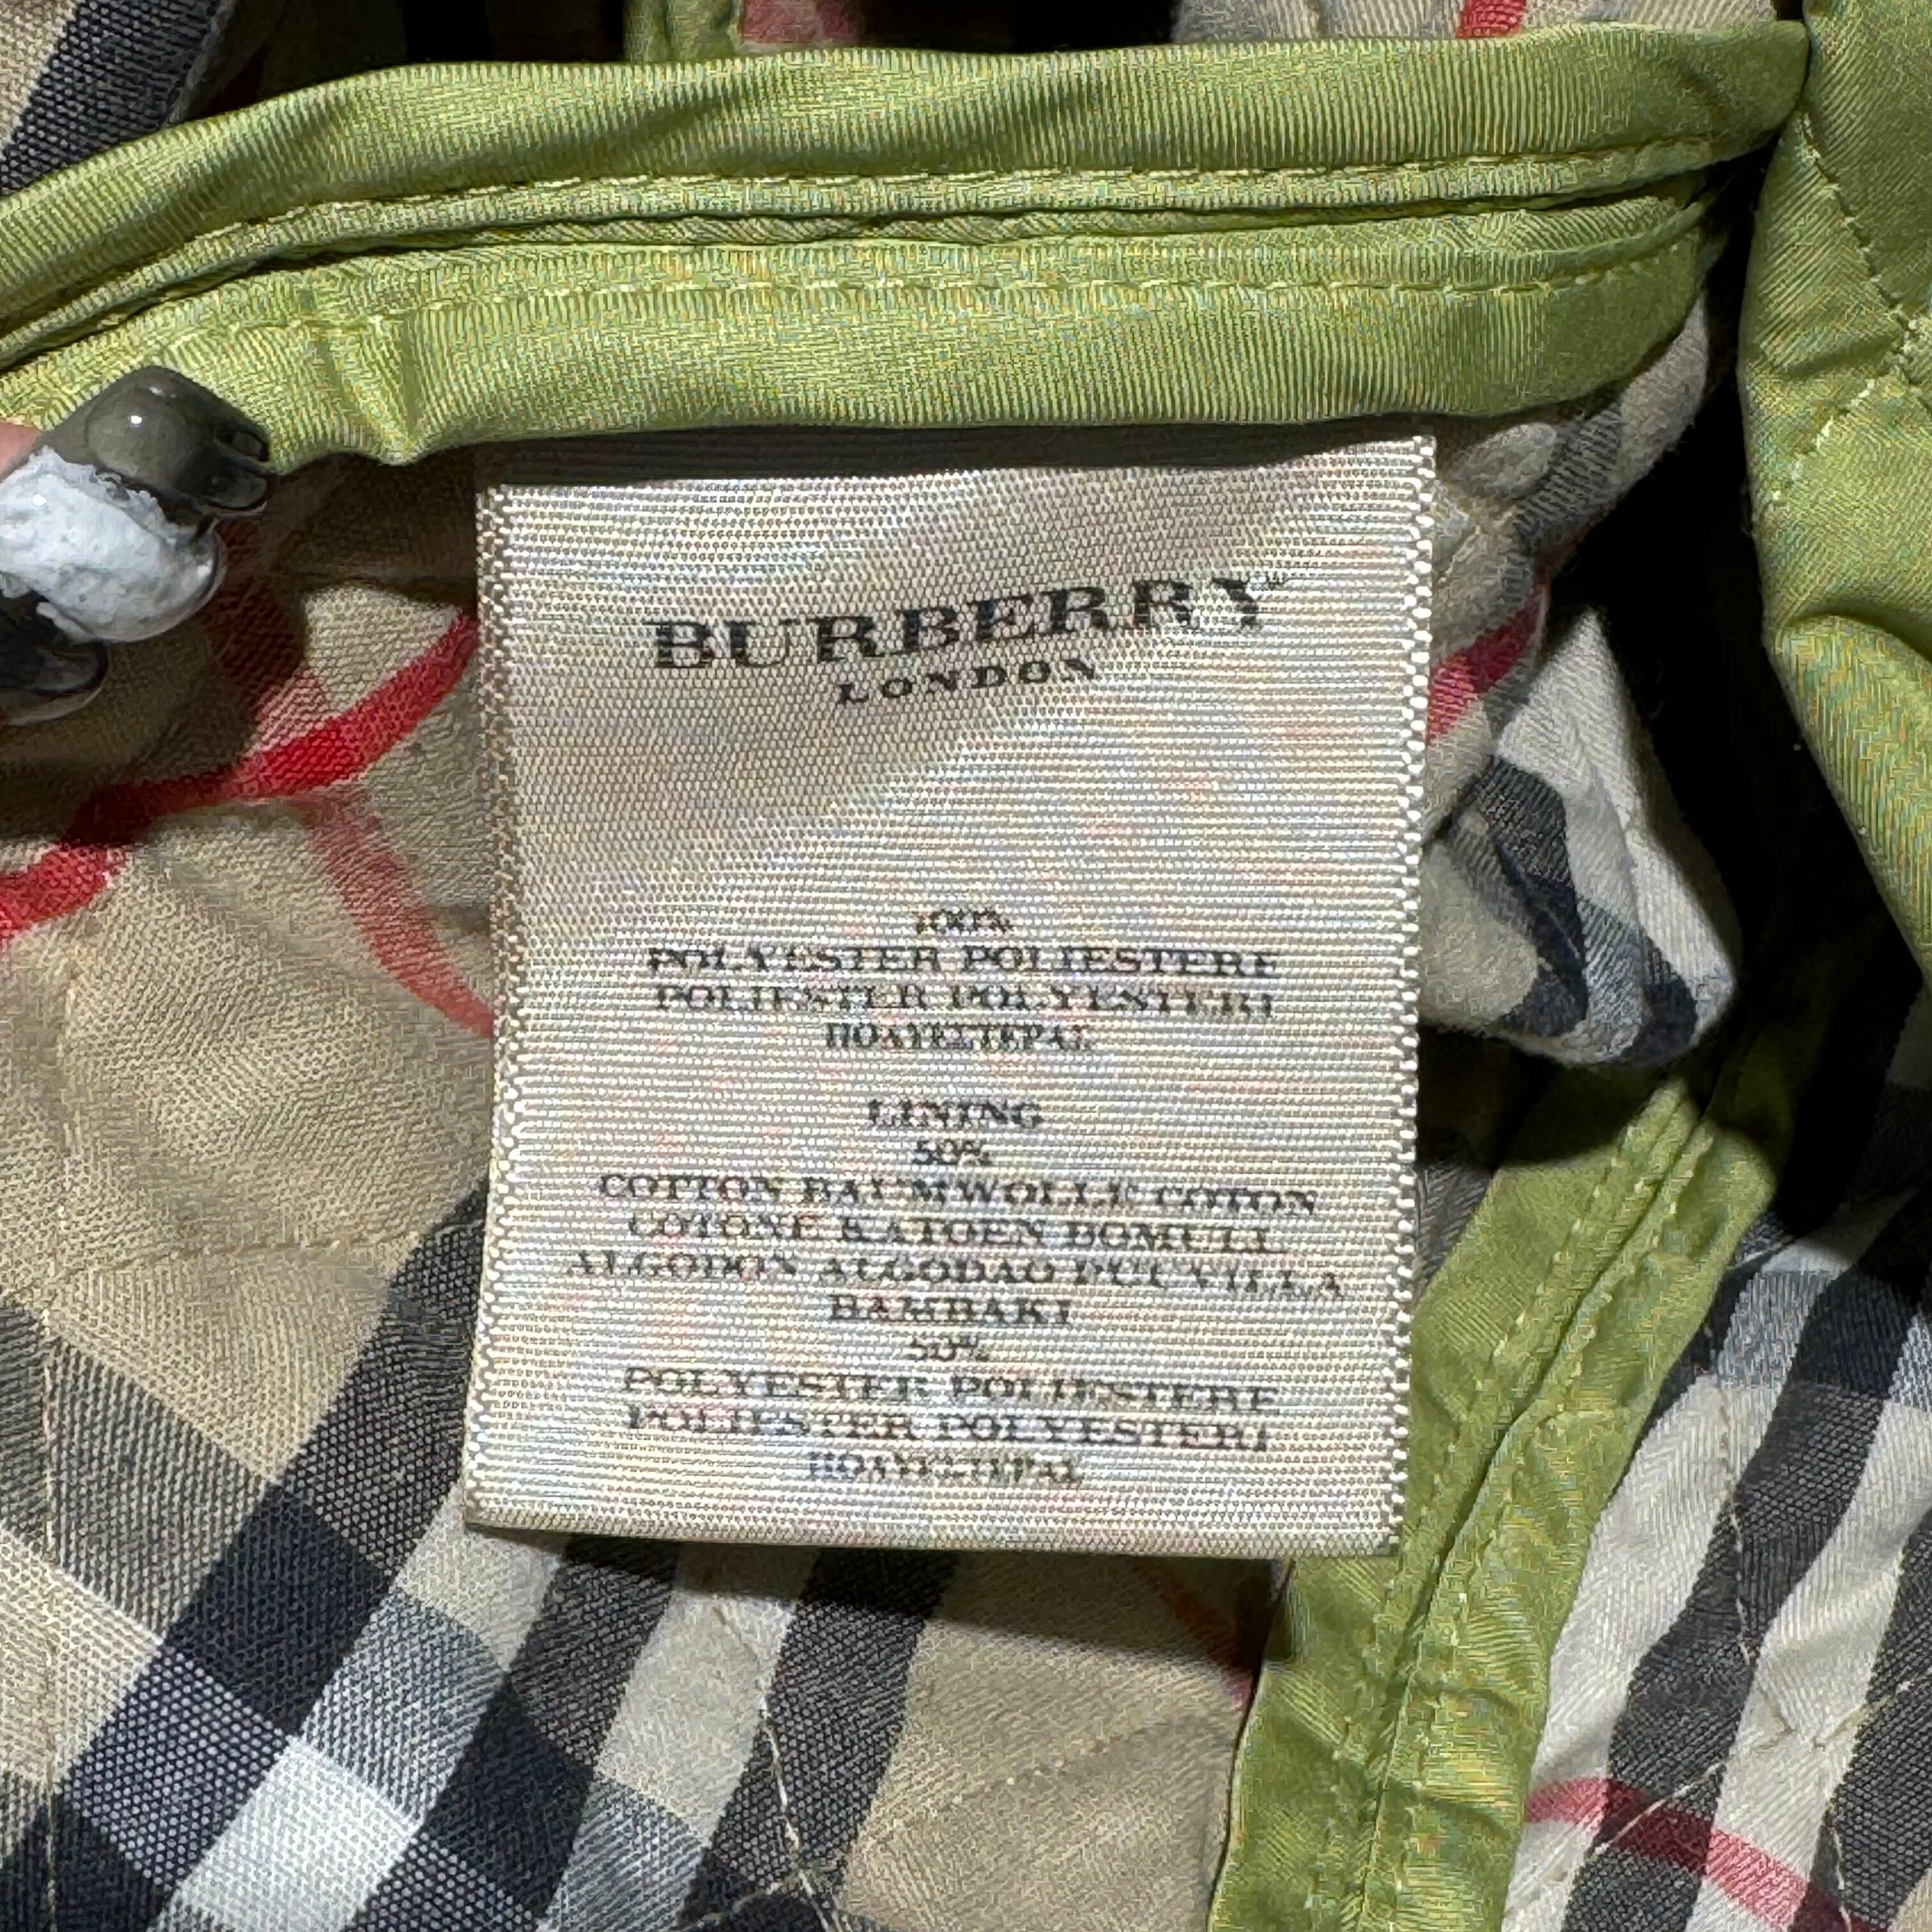 BURBERRY
LONDON
100%
POLYESTER POLIESTERE
POLIESTER POLYESTERI
ΠΟΛΥΕΣΤΕΡΑΣ
LINING
50%
COTTON BAUMWOLLE COTON
COTONE KATOEN BOMULL
ALGODON ALGODAO PUUVILLA
BAMBAKI
50%
POLYESTER POLIESTERE
POLIESTER POLYESTERI